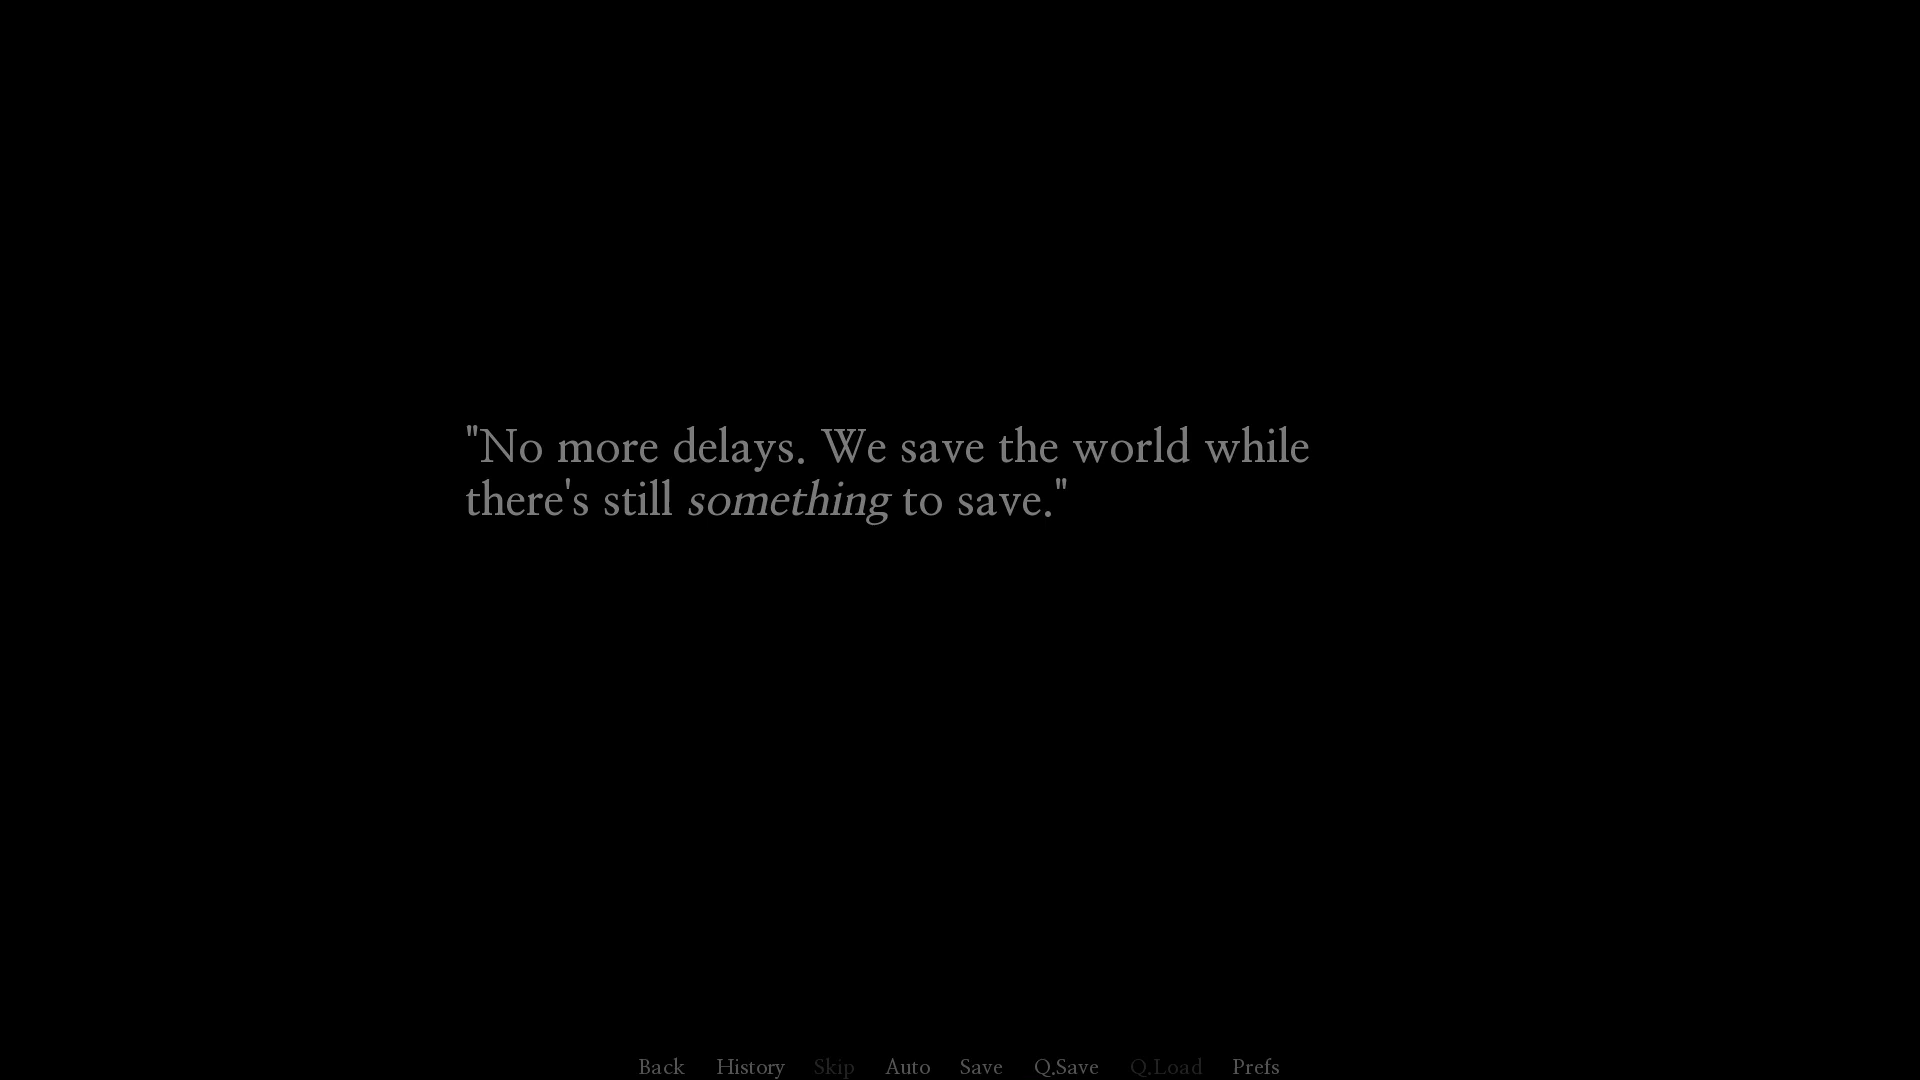 "No more delays. We save the world while
there's still something to save."
Back History Skip Auto Save Q.Save Q.Load Prefs